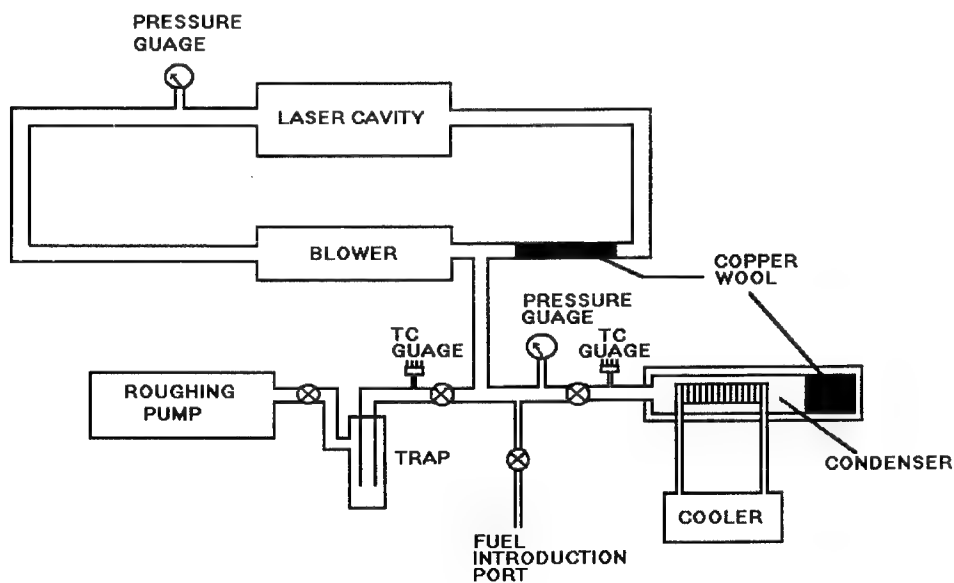 PRESSURE
GUAGE
LASER CAVITY
BLOWER
COPPER
WOOL
PRESSURE
GUAGE
TC
GUAGE
TC
GUAGE
ROUGHING
PUMP
TRAP
CONDENSER
COOLER
FUEL
INTRODUCTION
PORT